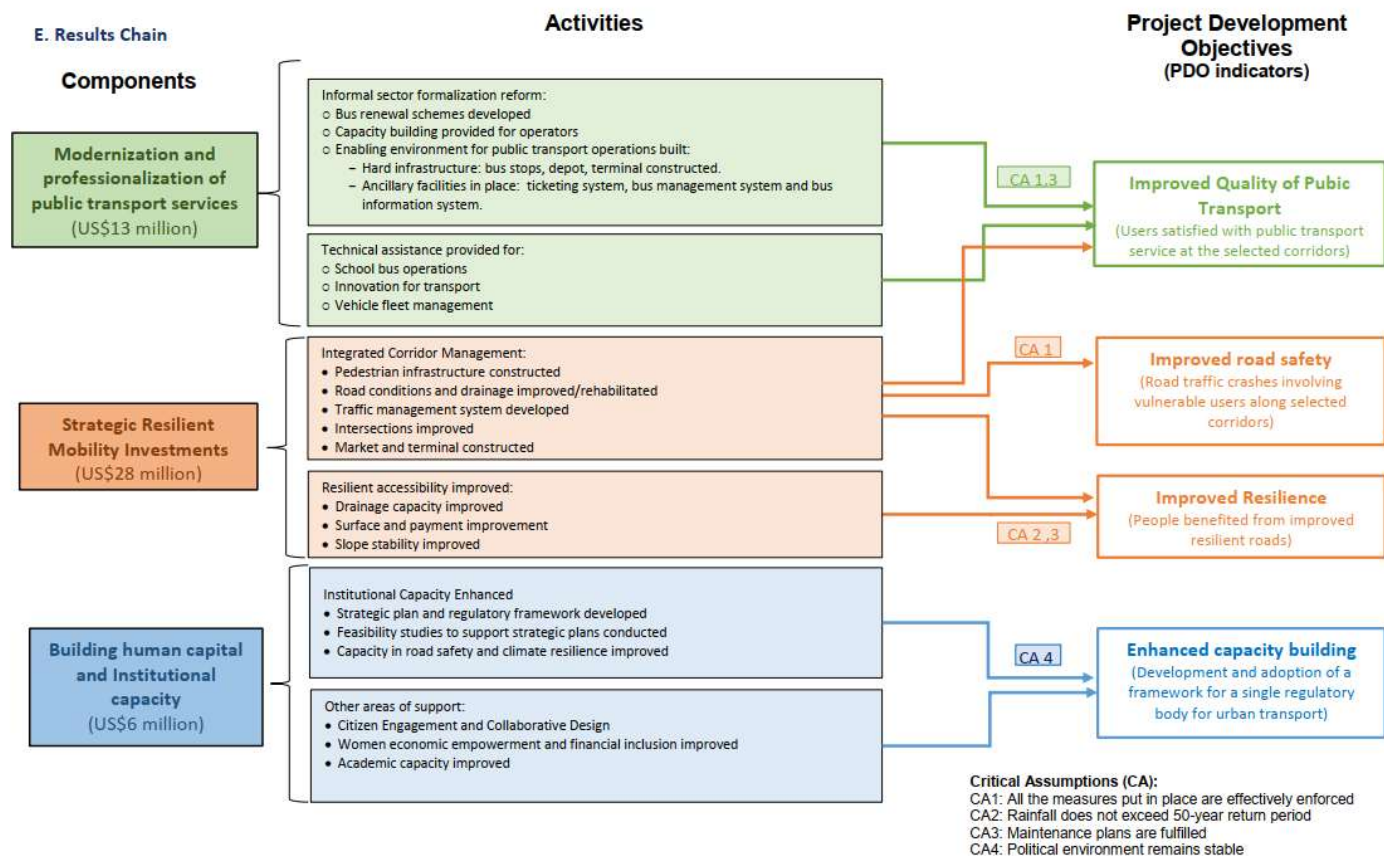 E. Results Chain
Components
Activities
Project Development
Objectives
(PDO indicators)
Modernization and
professionalization of
public transport services
(US$13 million)
Informal sector formalization reform:
○ Bus renewal schemes developed
○ Capacity building provided for operators
○ Enabling environment for public transport operations built:
– Hard infrastructure: bus stops, depot, terminal constructed.
– Ancillary facilities in place: ticketing system, bus management system and bus
information system.
Technical assistance provided for:
○ School bus operations
○ Innovation for transport
○ Vehicle fleet management
CA 1,3
Improved Quality of Pubic
Transport
(Users satisfied with public transport
service at the selected corridors)
Strategic Resilient
Mobility Investments
(US$28 million)
Integrated Corridor Management:
• Pedestrian infrastructure constructed
• Road conditions and drainage improved/rehabilitated
• Traffic management system developed
• Intersections improved
• Market and terminal constructed
Resilient accessibility improved:
• Drainage capacity improved
• Surface and payment improvement
• Slope stability improved
CA 1
Improved road safety
(Road traffic crashes involving
vulnerable users along selected
corridors)
CA 2 ,3
Improved Resilience
(People benefited from improved
resilient roads)
Building human capital
and Institutional
capacity
(US$6 million)
Institutional Capacity Enhanced
• Strategic plan and regulatory framework developed
• Feasibility studies to support strategic plans conducted
• Capacity in road safety and climate resilience improved
Other areas of support:
• Citizen Engagement and Collaborative Design
• Women economic empowerment and financial inclusion improved
• Academic capacity improved
CA 4
Enhanced capacity building
(Development and adoption of a
framework for a single regulatory
body for urban transport)
Critical Assumptions (CA):
CA1: All the measures put in place are effectively enforced
CA2: Rainfall does not exceed 50-year return period
CA3: Maintenance plans are fulfilled
CA4: Political environment remains stable